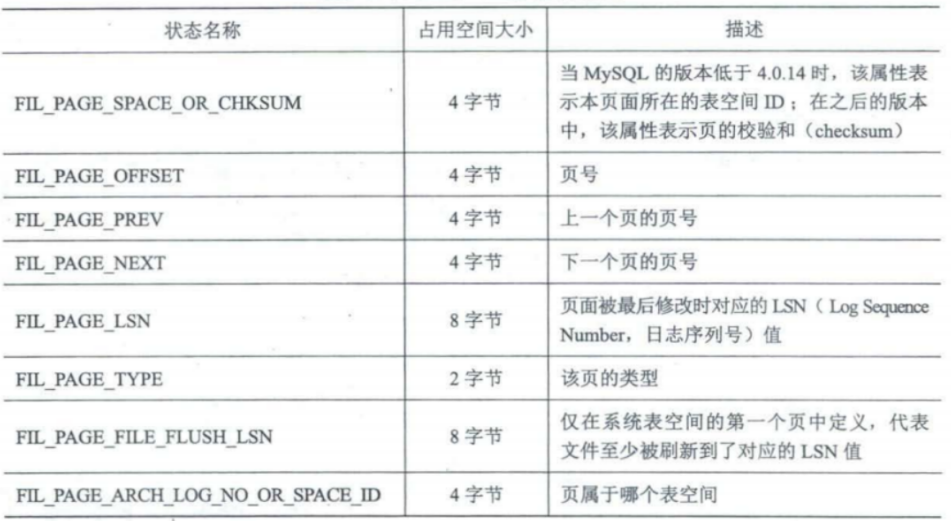 状态名称 占用空间大小 描述
FIL_PAGE_SPACE_OR_CHKSUM 4 字节 当 MySQL 的版本低于 4.0.14 时，该属性表
示本页面所在的表空间 ID；在之后的版本
中，该属性表示页的校验和（checksum）
FIL_PAGE_OFFSET 4 字节 页号
FIL_PAGE_PREV 4 字节 上一个页的页号
FIL_PAGE_NEXT 4 字节 下一个页的页号
FIL_PAGE_LSN 8 字节 页面被最后修改时对应的 LSN（Log Sequence
Number，日志序列号）值
FIL_PAGE_TYPE 2 字节 该页的类型
FIL_PAGE_FILE_FLUSH_LSN 8 字节 仅在系统表空间的第一个页中定义，代表
文件至少被刷新到了对应的 LSN 值
FIL_PAGE_ARCH_LOG_NO_OR_SPACE_ID 4 字节 页属于哪个表空间